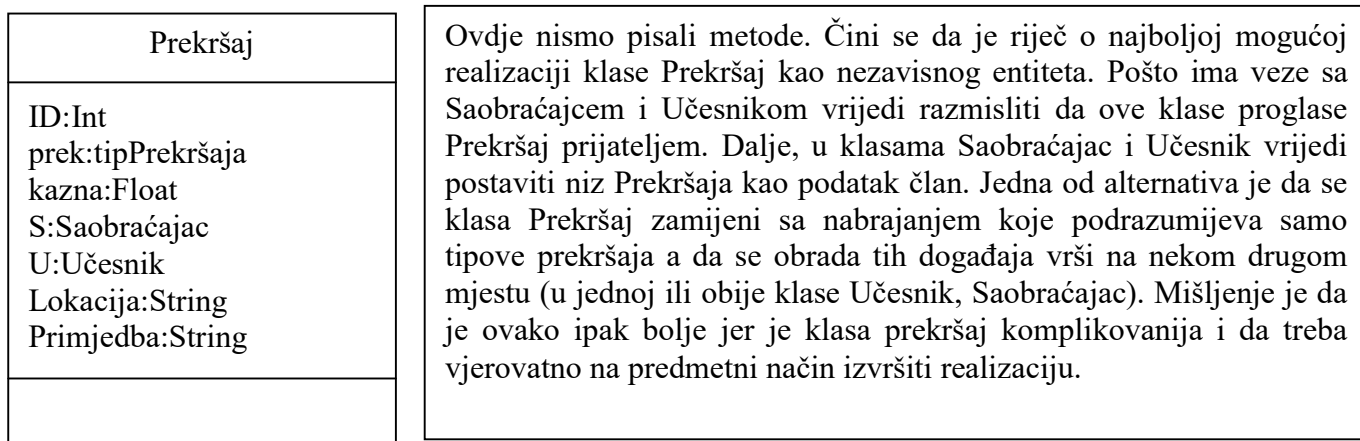 Prekršaj
ID:Int
prek:tipPrekršaja
kazna:Float
S:Saobraćajac
U:Učesnik
Lokacija:String
Primjedba:String
Ovdje nismo pisali metode. Čini se da je riječ o najboljoj mogućoj
realizaciji klase Prekršaj kao nezavisnog entiteta. Pošto ima veze sa
Saobraćajcem i Učesnikom vrijedi razmisliti da ove klase proglase
Prekršaj prijateljem. Dalje, u klasama Saobraćajac i Učesnik vrijedi
postaviti niz Prekršaja kao podatak član. Jedna od alternativa je da se
klasa Prekršaj zamijeni sa nabrajanjem koje podrazumijeva samo
tipove prekršaja a da se obrada tih događaja vrši na nekom drugom
mjestu (u jednoj ili obije klase Učesnik, Saobraćajac). Mišljenje je da
je ovako ipak bolje jer je klasa prekršaj komplikovanija i da treba
vjerovatno na predmetni način izvršiti realizaciju.